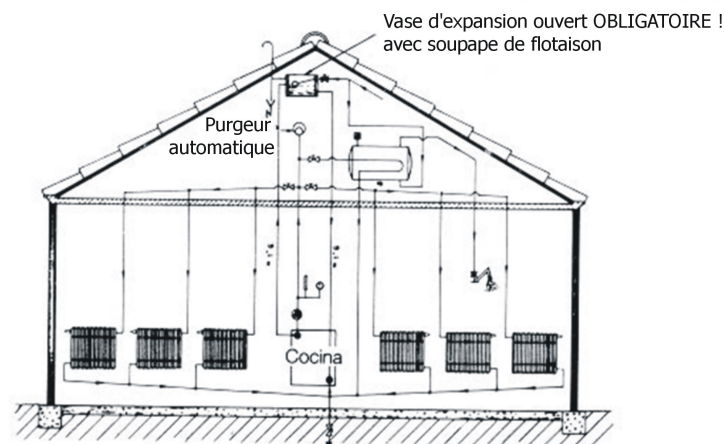 Vase d'expansion ouvert OBLIGATOIRE !
avec soupape de flotaison
Purgeur
automatique
Cocina